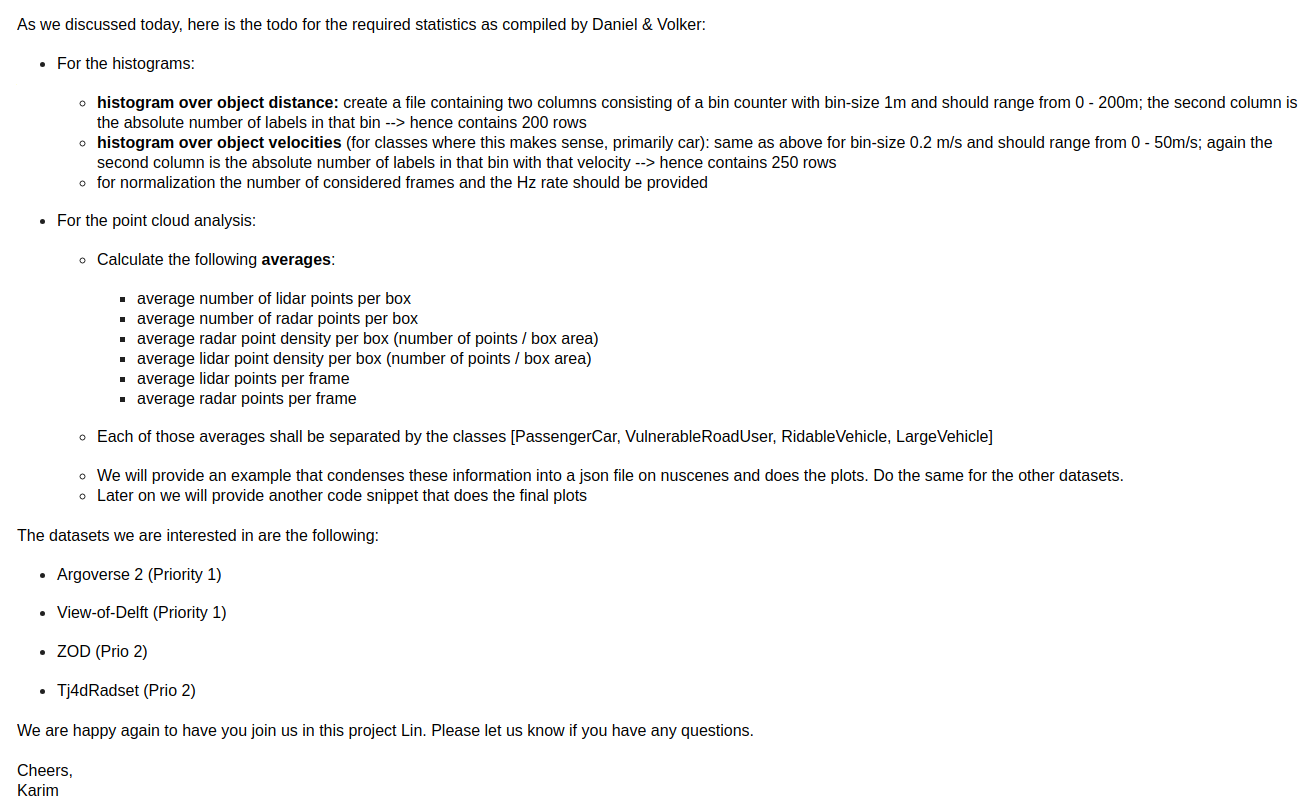 As we discussed today, here is the todo for the required statistics as compiled by Daniel & Volker:
• For the histograms:
◦ histogram over object distance: create a file containing two columns consisting of a bin counter with bin-size 1m and should range from 0 - 200m; the second column is
the absolute number of labels in that bin --> hence contains 200 rows
◦ histogram over object velocities (for classes where this makes sense, primarily car): same as above for bin-size 0.2 m/s and should range from 0 - 50m/s; again the
second column is the absolute number of labels in that bin with that velocity --> hence contains 250 rows
◦ for normalization the number of considered frames and the Hz rate should be provided
• For the point cloud analysis:
◦ Calculate the following averages:
▪ average number of lidar points per box
▪ average number of radar points per box
▪ average radar point density per box (number of points / box area)
▪ average lidar point density per box (number of points / box area)
▪ average lidar points per frame
▪ average radar points per frame
◦ Each of those averages shall be separated by the classes [PassengerCar, VulnerableRoadUser, RidableVehicle, LargeVehicle]
◦ We will provide an example that condenses these information into a json file on nuscenes and does the plots. Do the same for the other datasets.
◦ Later on we will provide another code snippet that does the final plots
The datasets we are interested in are the following:
• Argoverse 2 (Priority 1)
• View-of-Delft (Priority 1)
• ZOD (Prio 2)
• Tj4dRadset (Prio 2)
We are happy again to have you join us in this project Lin. Please let us know if you have any questions.
Cheers,
Karim